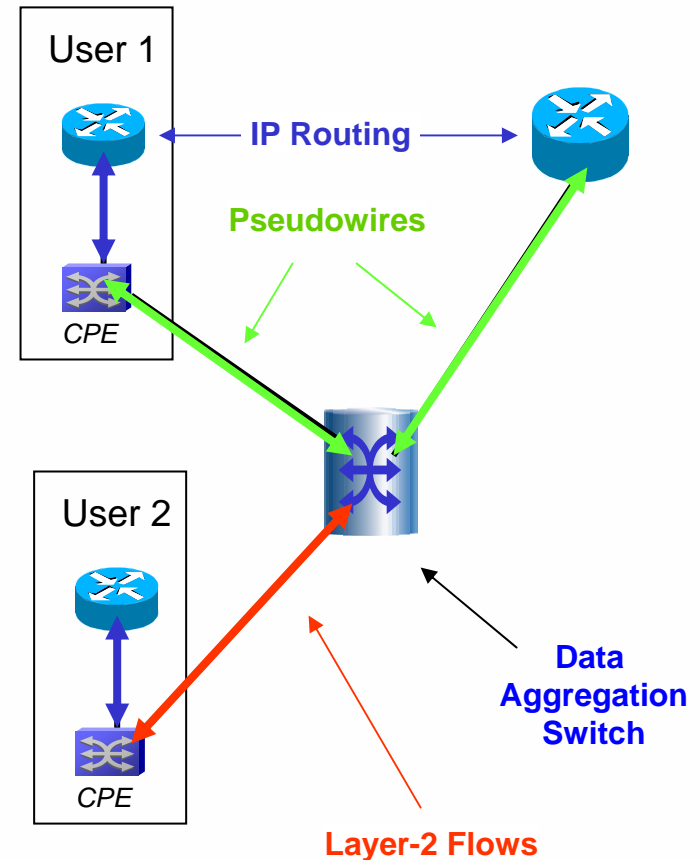 User 1
IP Routing
Pseudowires
CPE
User 2
Data
Aggregation
Switch
CPE
Layer-2 Flows